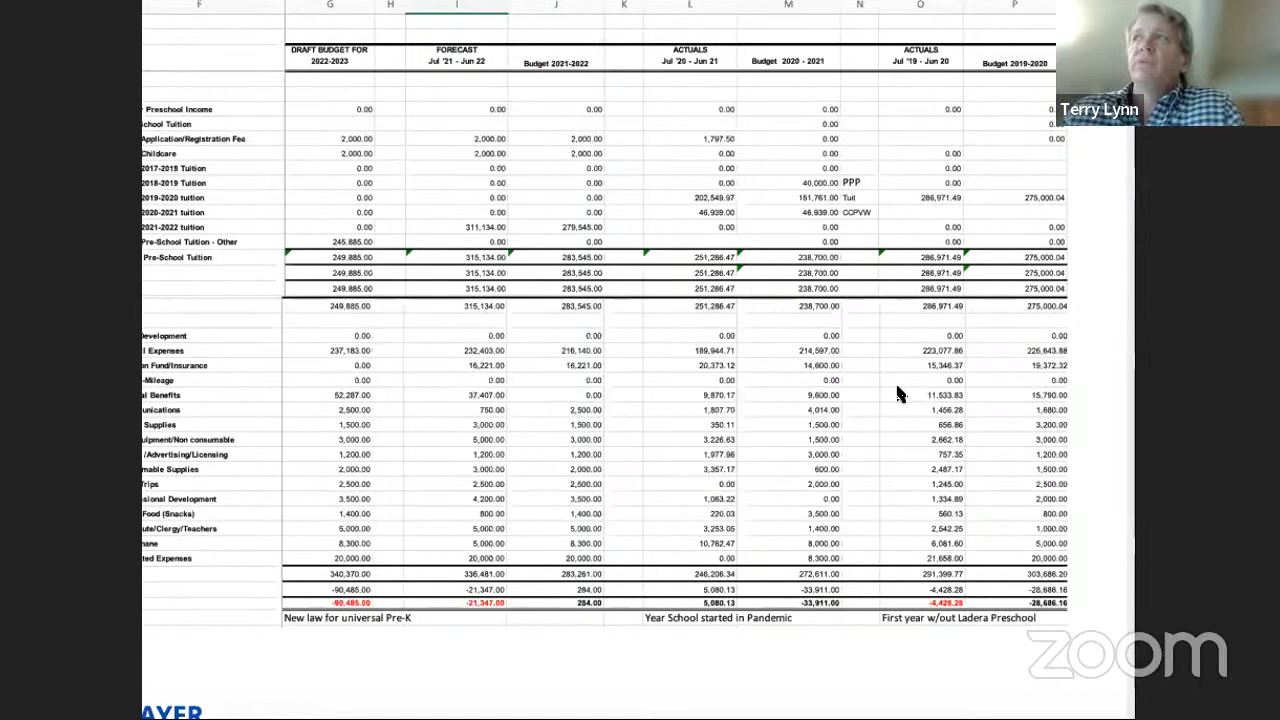 F G H I J K L M N O P
DRAFT BUDGET FOR FORECAST ACTUALS ACTUALS
2022-2023 Jul '21 - Jun 22 Budget 2021-2022 Jul '20 - Jun 21 Budget 2020 - 2021 Jul '19 - Jun 20 Budget 2019-2020
Preschool Income 0.00 0.00 0.00 0.00 0.00 0.00
chool Tuition 0.00
Application/Registration Fee 2,000.00 2,000.00 2,000.00 1,797.50 0.00 0.00
Childcare 2,000.00 2,000.00 2,000.00 0.00 0.00 0.00
2017-2018 Tuition 0.00 0.00 0.00 0.00 0.00 0.00
2018-2019 Tuition 0.00 0.00 0.00 0.00 40,000.00 PPP 0.00
2019-2020 tuition 0.00 0.00 0.00 202,549.97 151,761.00 Tuit 286,971.49 275,000.04
2020-2021 tuition 0.00 0.00 0.00 46,939.00 46,939.00 CCPVW
2021-2022 tuition 0.00 311,134.00 279,545.00 0.00 0.00 0.00 0.00
Pre-School Tuition - Other 245,885.00 0.00 0.00 0.00 0.00 0.00
Pre-School Tuition 249,885.00 315,134.00 283,545.00 251,286.47 238,700.00 286,971.49 275,000.04
249,885.00 315,134.00 283,545.00 251,286.47 238,700.00 286,971.49 275,000.04
249,885.00 315,134.00 283,545.00 251,286.47 238,700.00 286,971.49 275,000.04
249,885.00 315,134.00 283,545.00 251,286.47 238,700.00 286,971.49 275,000.04
Development 0.00 0.00 0.00 0.00 0.00 0.00 0.00
l Expenses 237,183.00 232,403.00 216,140.00 189,944.71 214,597.00 223,077.86 226,643.88
on Fund/Insurance 0.00 16,221.00 16,221.00 20,373.12 14,600.00 15,346.37 19,372.32
-Mileage 0.00 0.00 0.00 0.00 0.00 0.00 0.00
al Benefits 52,287.00 37,407.00 0.00 9,870.17 9,600.00 11,533.83 15,790.00
unications 2,500.00 750.00 2,500.00 1,807.70 4,014.00 1,456.28 1,680.00
Supplies 1,500.00 3,000.00 1,500.00 350.11 1,500.00 656.86 3,200.00
uipment/Non consumable 3,000.00 5,000.00 3,000.00 3,226.63 1,500.00 2,662.18 3,000.00
/Advertising/Licensing 1,200.00 1,200.00 1,200.00 1,977.96 3,000.00 757.35 1,200.00
mable Supplies 2,000.00 3,000.00 2,000.00 3,357.17 600.00 2,487.17 1,500.00
Trips 2,500.00 2,500.00 2,500.00 0.00 2,000.00 1,245.00 2,500.00
sional Development 3,500.00 4,200.00 3,500.00 1,063.22 0.00 1,334.89 2,000.00
Food (Snacks) 1,400.00 800.00 1,400.00 220.03 3,500.00 560.13 800.00
ute/Clergy/Teachers 5,000.00 5,000.00 5,000.00 3,253.05 1,400.00 2,542.25 1,000.00
nane 8,300.00 5,000.00 8,300.00 10,762.47 8,000.00 6,081.60 5,000.00
ted Expenses 20,000.00 20,000.00 20,000.00 0.00 8,300.00 21,658.00 20,000.00
340,370.00 336,481.00 283,261.00 246,206.34 272,611.00 291,399.77 303,686.20
-90,485.00 -21,347.00 284.00 5,080.13 -33,911.00 -4,428.28 -28,686.16
-90,485.00 -21,347.00 284.00 5,080.13 -33,911.00 -4,428.28 -28,686.16
New law for universal Pre-K Year School started in Pandemic First year w/out Ladera Preschool
Terry Lynn
zoom
AYER